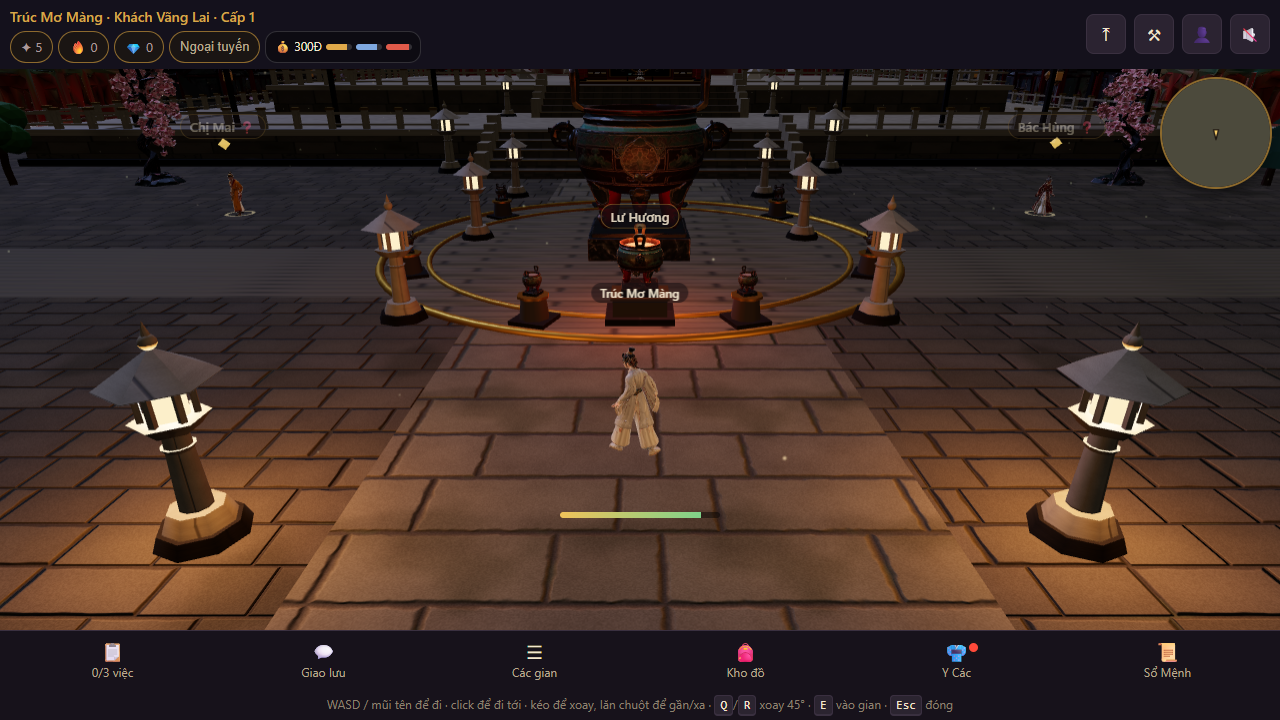 Trúc Mơ Màng · Khách Vãng Lai · Cấp 1
5
0
0
Ngoại tuyến
300Đ
Chị Mai ?
Bác Hùng ?
Lư Hương
Trúc Mơ Màng
0/3 việc
Giao lưu
Các gian
Kho đồ
Y Các
Sổ Mệnh
WASD / mũi tên để đi · click để đi tới · kéo để xoay, lăn chuột để gần/xa · Q / R xoay 45° · E vào gian · Esc đóng